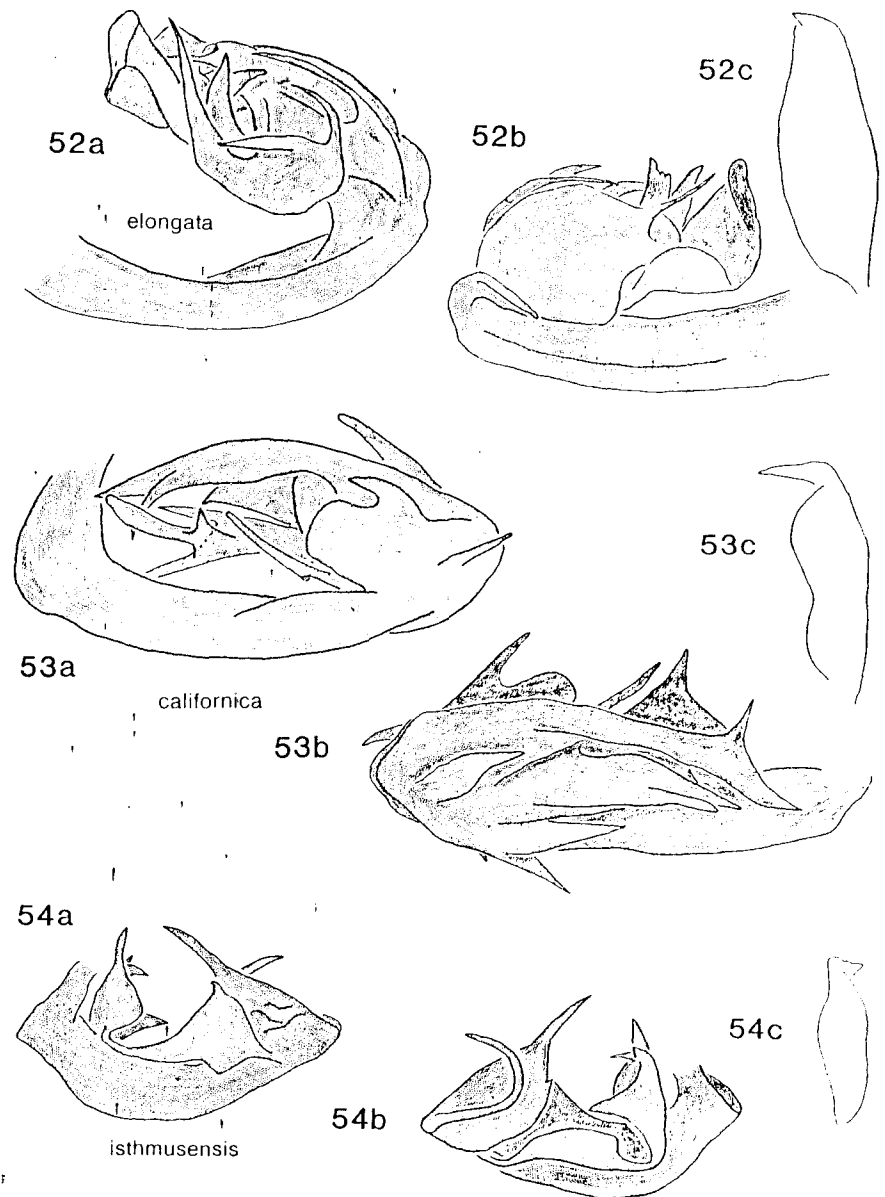 52a
elongata
52b
52c
53a
californica
53b
53c
54a
isthmusensis
54b
54c